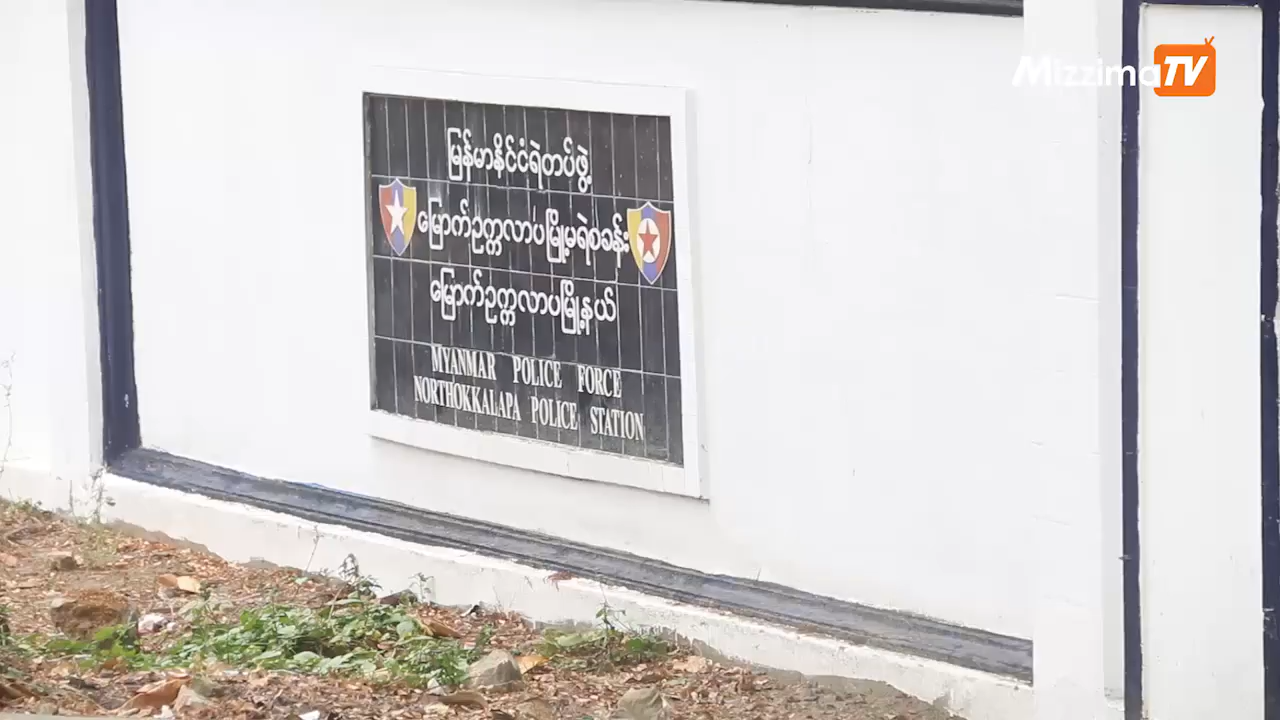 Mizzima TV
မြန်မာနိုင်ငံရဲတပ်ဖွဲ့
မြောက်ဥက္ကလာပမြို့မရဲစခန်း
မြောက်ဥက္ကလာပမြို့နယ်
MYANMAR POLICE FORCE
NORTHOKKALAPA POLICE STATION